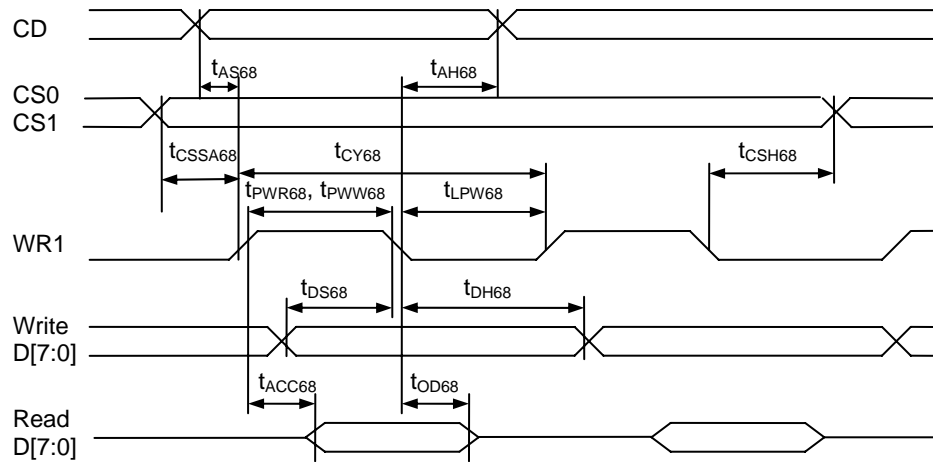 CD
tAS68 tAH68
CS0
CS1
tCSSA68 tCY68 tCSH68
tPWR68, tPWW68 tLPW68
WR1
tDS68 tDH68
Write
D[7:0]
tACC68 tOD68
Read
D[7:0]